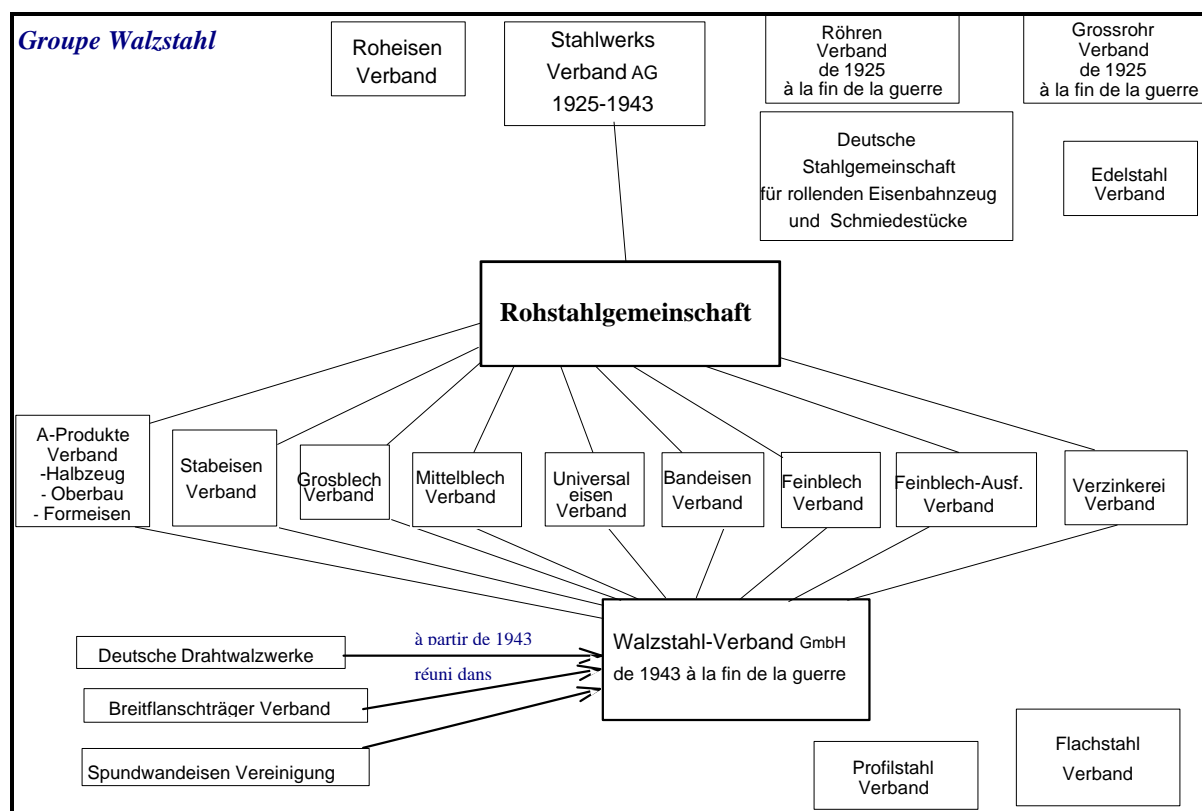 Groupe Walzstahl
Roheisen
Verband
Stahlwerks
Verband AG
1925-1943
Röhren
Verband
de 1925
à la fin de la guerre
Grossrohr
Verband
de 1925
à la fin de la guerre
Deutsche
Stahlgemeinschaft
für rollenden Eisenbahnzeug
und Schmiedestücke
Edelstahl
Verband
Rohstahlgemeinschaft
A-Produkte
Verband
-Halbzeug
- Oberbau
- Formeisen
Stabeisen
Verband
Grosblech
Verband
Mittelblech
Verband
Universal
eisen
Verband
Bandeisen
Verband
Feinblech
Verband
Feinblech-Ausf.
Verband
Verzinkerei
Verband
Deutsche Drahtwalzwerke
à partir de 1943
réuni dans
Breitflanschträger Verband
Spundwandeisen Vereinigung
Walzstahl-Verband GmbH
de 1943 à la fin de la guerre
Profilstahl
Verband
Flachstahl
Verband